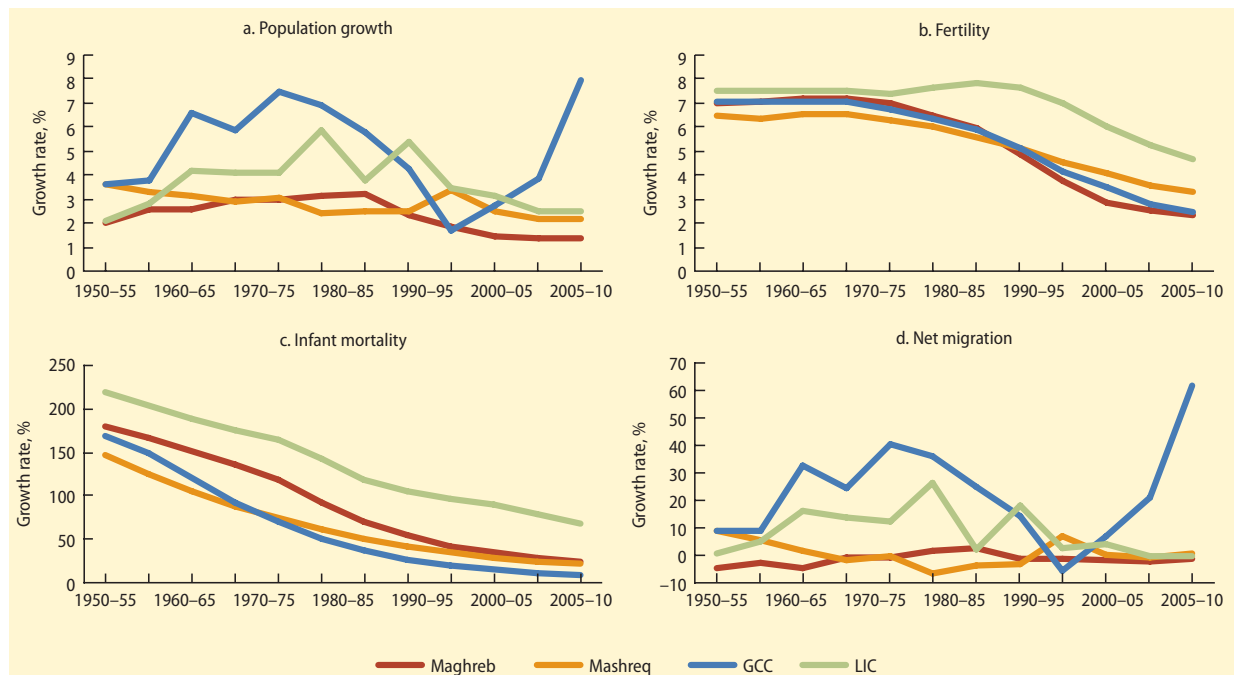 a. Population growth
Growth rate, %
9
8
7
6
5
4
3
2
1
0
1950–55 1960–65 1970–75 1980–85 1990–95 2000–05 2005–10
b. Fertility
Growth rate, %
9
8
7
6
5
4
3
2
1
0
1950–55 1960–65 1970–75 1980–85 1990–95 2000–05 2005–10
c. Infant mortality
Growth rate, %
250
200
150
100
50
0
1950–55 1960–65 1970–75 1980–85 1990–95 2000–05 2005–10
d. Net migration
Growth rate, %
70
60
50
40
30
20
10
0
–10
1950–55 1960–65 1970–75 1980–85 1990–95 2000–05 2005–10
Maghreb Mashreq GCC LIC